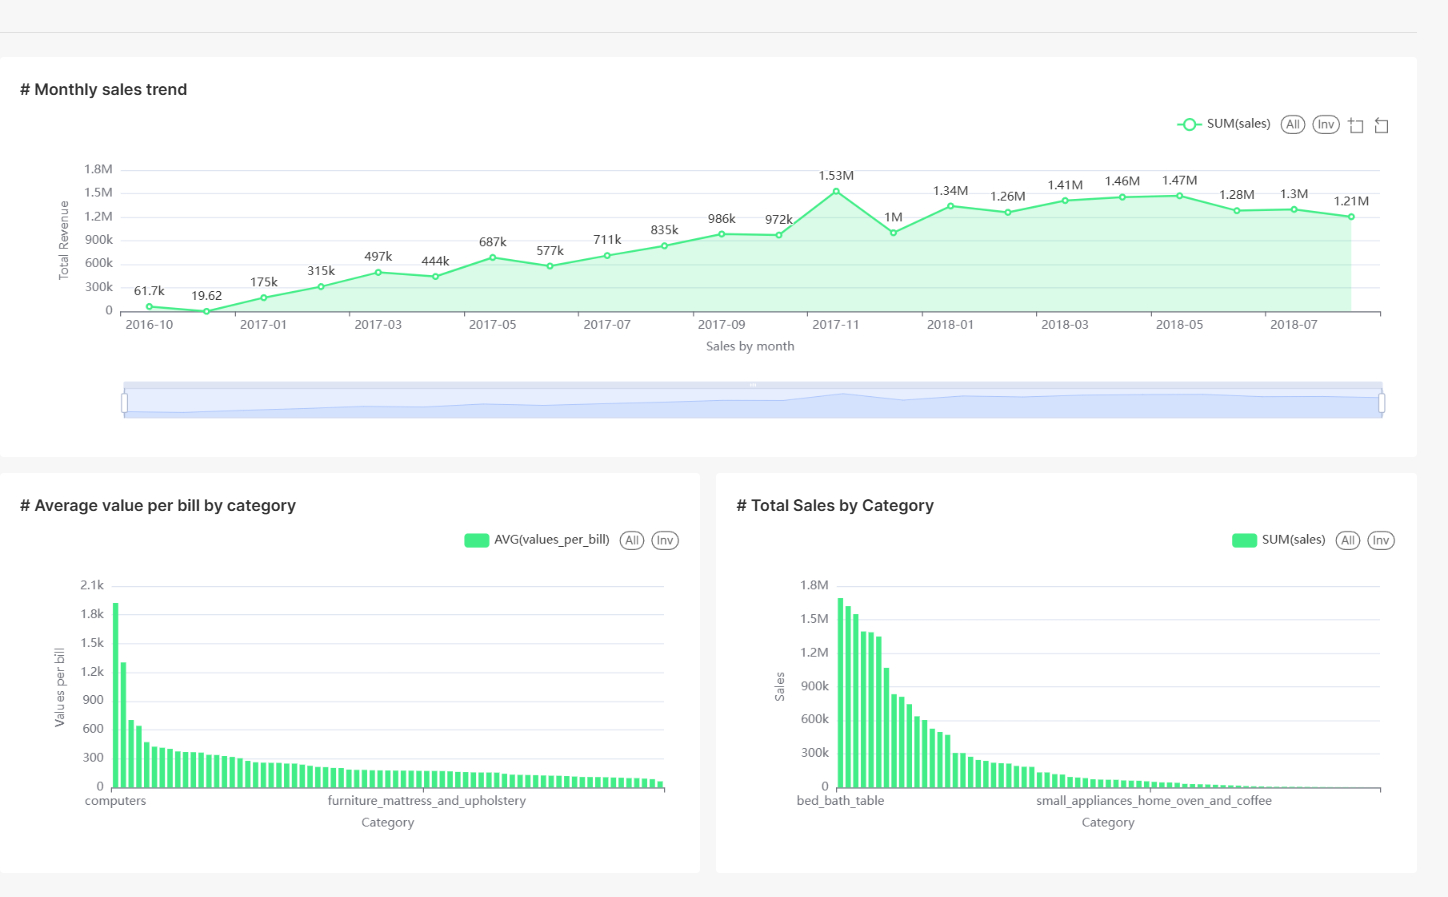 # Monthly sales trend
SUM(sales) All Inv
1.8M
1.5M
1.2M
900k
600k
300k
0
Total Revenue
61.7k 19.62 175k 315k 497k 444k 687k 577k 711k 835k 986k 972k 1.53M 1M 1.34M 1.26M 1.41M 1.46M 1.47M 1.28M 1.3M 1.21M
2016-10 2017-01 2017-03 2017-05 2017-07 2017-09 2017-11 2018-01 2018-03 2018-05 2018-07
Sales by month
# Average value per bill by category
AVG(values_per_bill) All Inv
2.1k
1.8k
1.5k
1.2k
900
600
300
0
Values per bill
computers furniture_mattress_and_upholstery
Category
# Total Sales by Category
SUM(sales) All Inv
1.8M
1.5M
1.2M
900k
600k
300k
0
Sales
bed_bath_table small_appliances_home_oven_and_coffee
Category